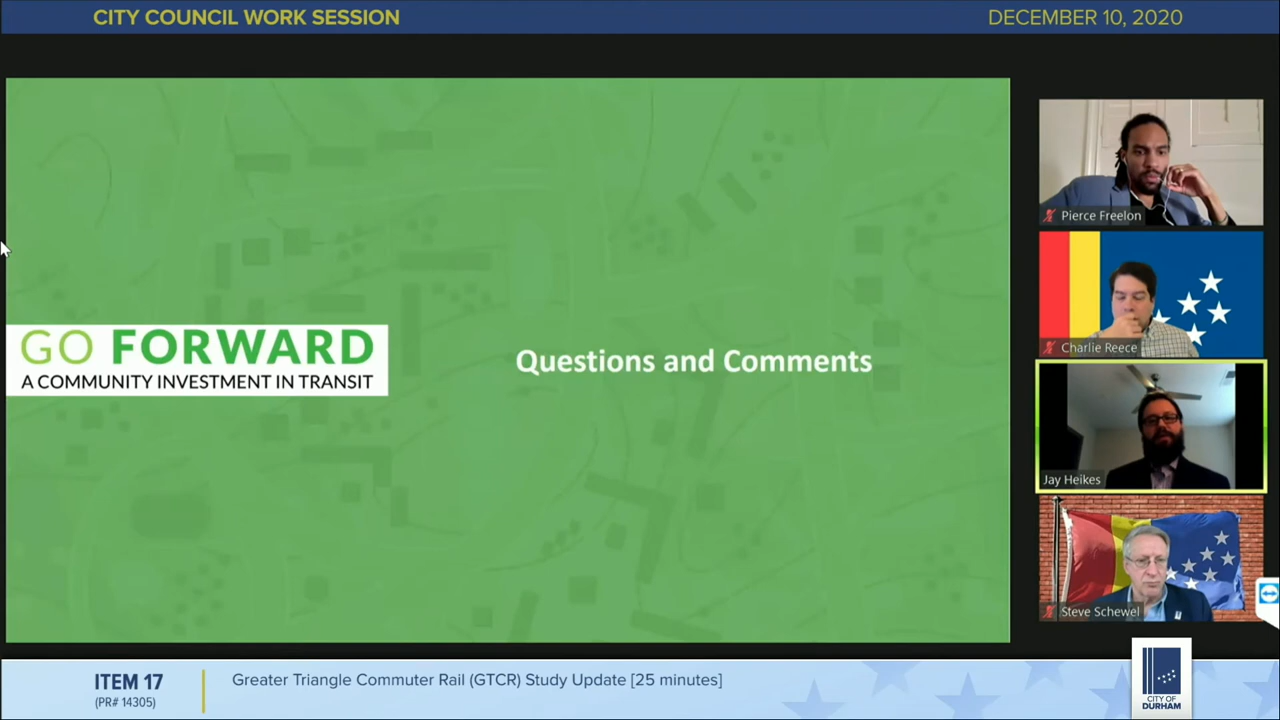 CITY COUNCIL WORK SESSION
DECEMBER 10, 2020
GO FORWARD
A COMMUNITY INVESTMENT IN TRANSIT
Questions and Comments
Pierce Freelon
Charlie Reece
Jay Heikes
Steve Schewel
ITEM 17
(PR# 14305)
Greater Triangle Commuter Rail (GTCR) Study Update [25 minutes]
CITY OF
DURHAM